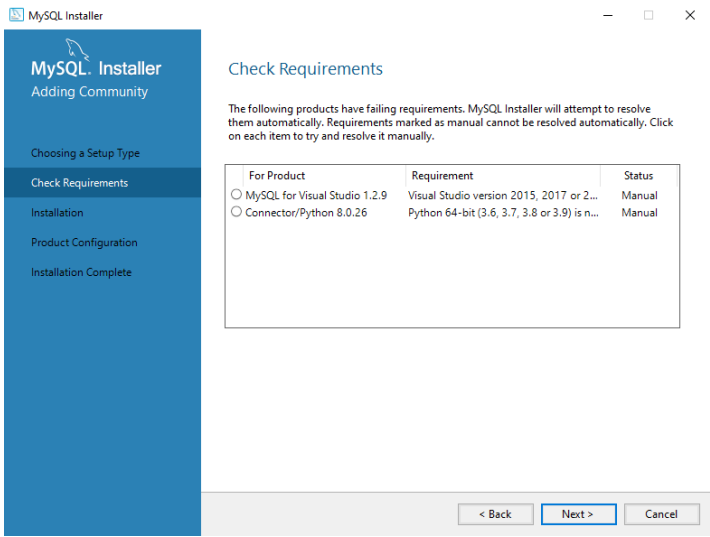 MySQL Installer
MySQL. Installer
Adding Community
Choosing a Setup Type
Check Requirements
Installation
Product Configuration
Installation Complete
Check Requirements
The following products have failing requirements. MySQL Installer will attempt to resolve
them automatically. Requirements marked as manual cannot be resolved automatically. Click
on each item to try and resolve it manually.
For Product Requirement Status
MySQL for Visual Studio 1.2.9 Visual Studio version 2015, 2017 or 2... Manual
Connector/Python 8.0.26 Python 64-bit (3.6, 3.7, 3.8 or 3.9) is n... Manual
< Back Next > Cancel